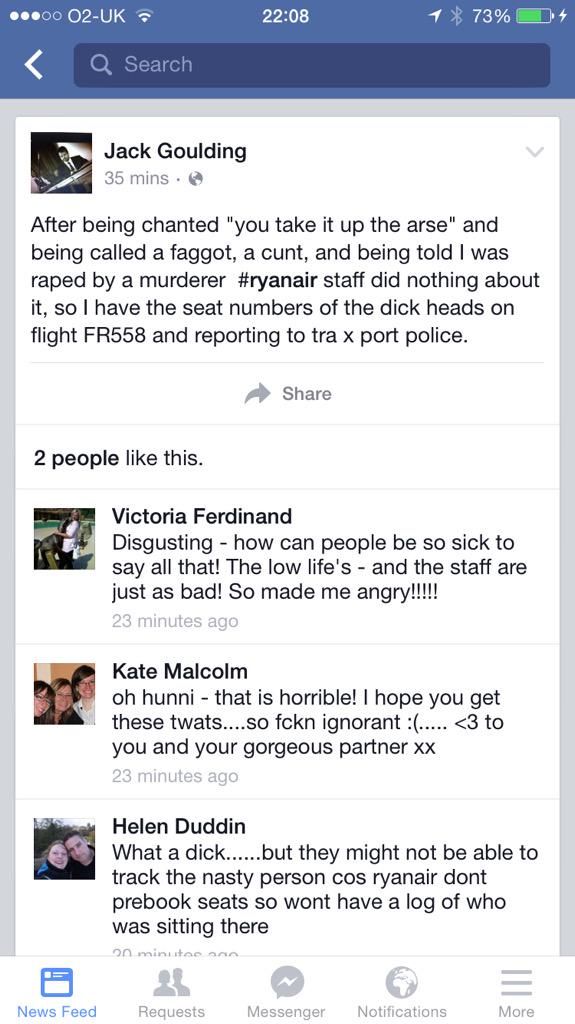 O2-UK 22:08 73%
Search
Jack Goulding
35 mins ·
After being chanted "you take it up the arse" and
being called a faggot, a cunt, and being told I was
raped by a murderer #ryanair staff did nothing about
it, so I have the seat numbers of the dick heads on
flight FR558 and reporting to tra x port police.
Share
2 people like this.
Victoria Ferdinand
Disgusting - how can people be so sick to
say all that! The low life's - and the staff are
just as bad! So made me angry!!!!!
23 minutes ago
Kate Malcolm
oh hunni - that is horrible! I hope you get
these twats....so fckn ignorant :(..... <3 to
you and your gorgeous partner xx
23 minutes ago
Helen Duddin
What a dick......but they might not be able to
track the nasty person cos ryanair dont
prebook seats so wont have a log of who
was sitting there
20 minutes ago
News Feed Requests Messenger Notifications More